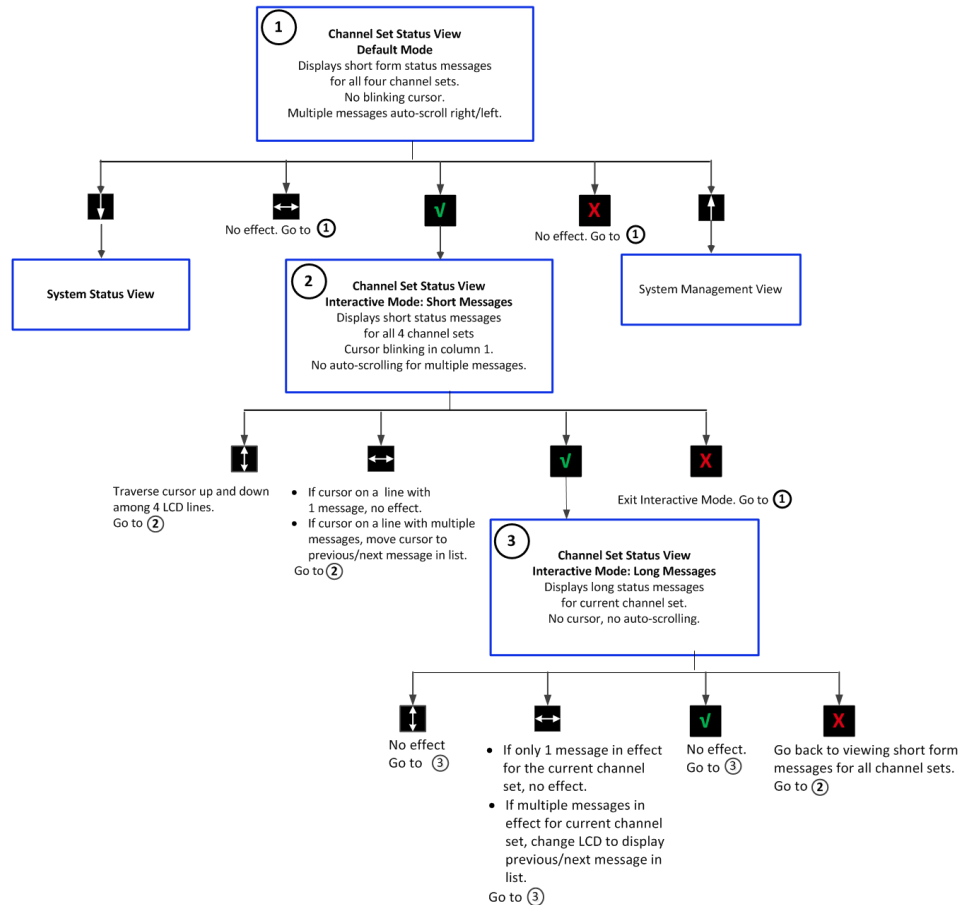 1
Channel Set Status View
Default Mode
Displays short form status messages
for all four channel sets.
No blinking cursor.
Multiple messages auto-scroll right/left.
√
X
No effect. Go to 1
No effect. Go to 1
System Status View
2
Channel Set Status View
Interactive Mode: Short Messages
Displays short status messages
for all 4 channel sets
Cursor blinking in column 1.
No auto-scrolling for multiple messages.
System Management View
√
X
Traverse cursor up and down
among 4 LCD lines.
Go to 2
• If cursor on a line with
1 message, no effect.
• If cursor on a line with multiple
messages, move cursor to
previous/next message in list.
Go to 2
Exit Interactive Mode. Go to 1
3
Channel Set Status View
Interactive Mode: Long Messages
Displays long status messages
for current channel set.
No cursor, no auto-scrolling.
√
X
No effect
Go to 3
• If only 1 message in effect
for the current channel
set, no effect.
• If multiple messages in
effect for current channel
set, change LCD to display
previous/next message in
list.
Go to 3
No effect.
Go to 3
Go back to viewing short form
messages for all channel sets.
Go to 2